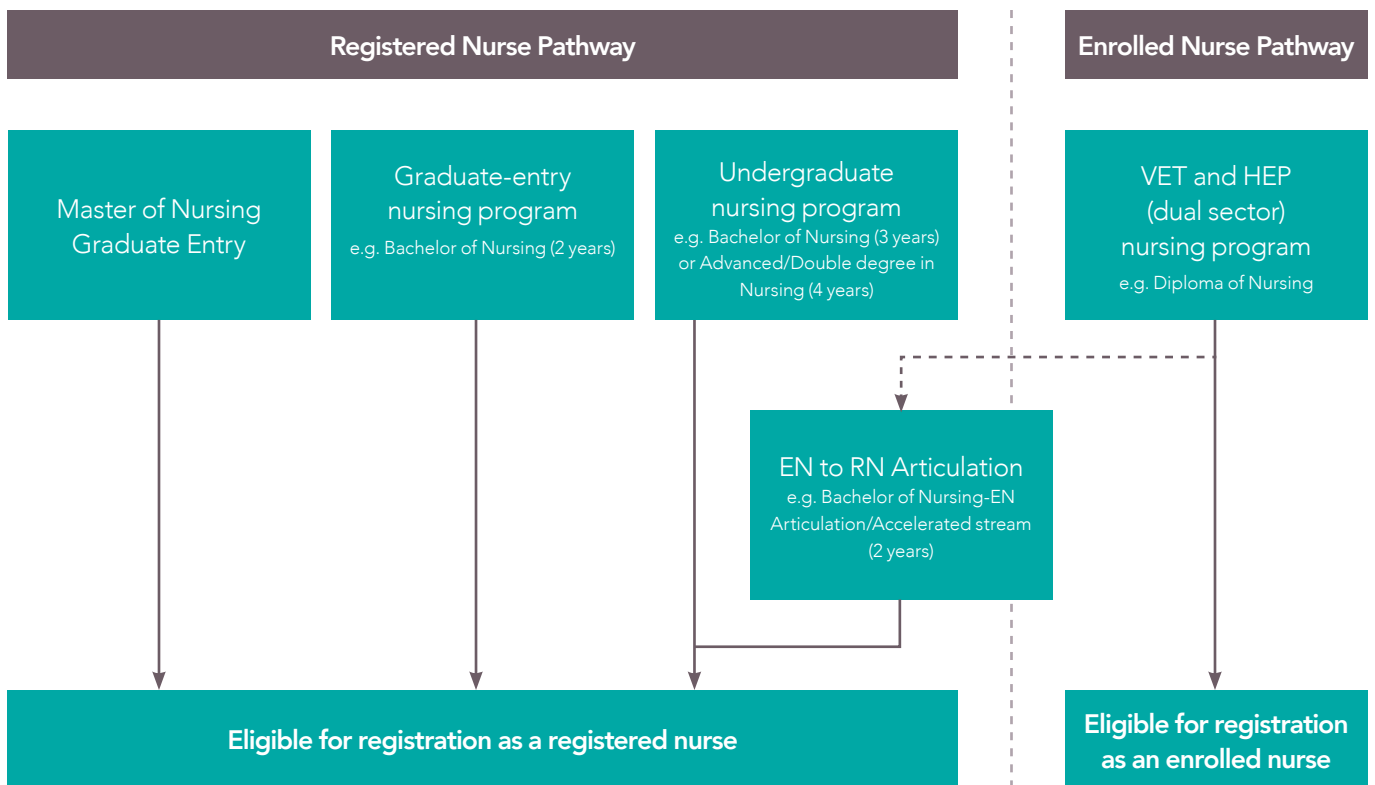 Registered Nurse Pathway
Enrolled Nurse Pathway
Master of Nursing
Graduate Entry
Graduate-entry
nursing program
e.g. Bachelor of Nursing (2 years)
Undergraduate
nursing program
e.g. Bachelor of Nursing (3 years)
or Advanced/Double degree in
Nursing (4 years)
VET and HEP
(dual sector)
nursing program
e.g. Diploma of Nursing
EN to RN Articulation
e.g. Bachelor of Nursing-EN
Articulation/Accelerated stream
(2 years)
Eligible for registration as a registered nurse
Eligible for registration
as an enrolled nurse